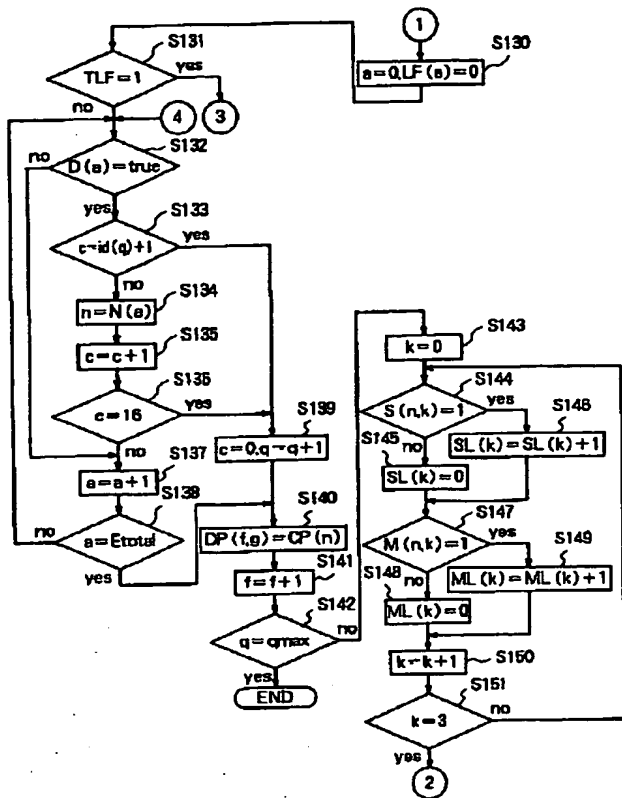 1
S130
a=0,LF(a)=0
S131
TLF=1
yes
no
4
3
S132
D(a)=true
no
yes
S133
c=id(q)+1
yes
no
S134
n=N(a)
S135
c=c+1
S136
c=16
yes
no
S137
a=a+1
S138
a=Etotal
no
yes
S139
c=0,q=q+1
S140
DP(f,g)=CP(n)
S141
f=f+1
S142
q=qmax
no
yes
END
S143
k=0
S144
S(n,k)=1
yes
no
S146
SL(k)=SL(k)+1
S145
SL(k)=0
S147
M(n,k)=1
yes
no
S149
ML(k)=ML(k)+1
S148
ML(k)=0
S150
k=k+1
S151
k=3
no
yes
2